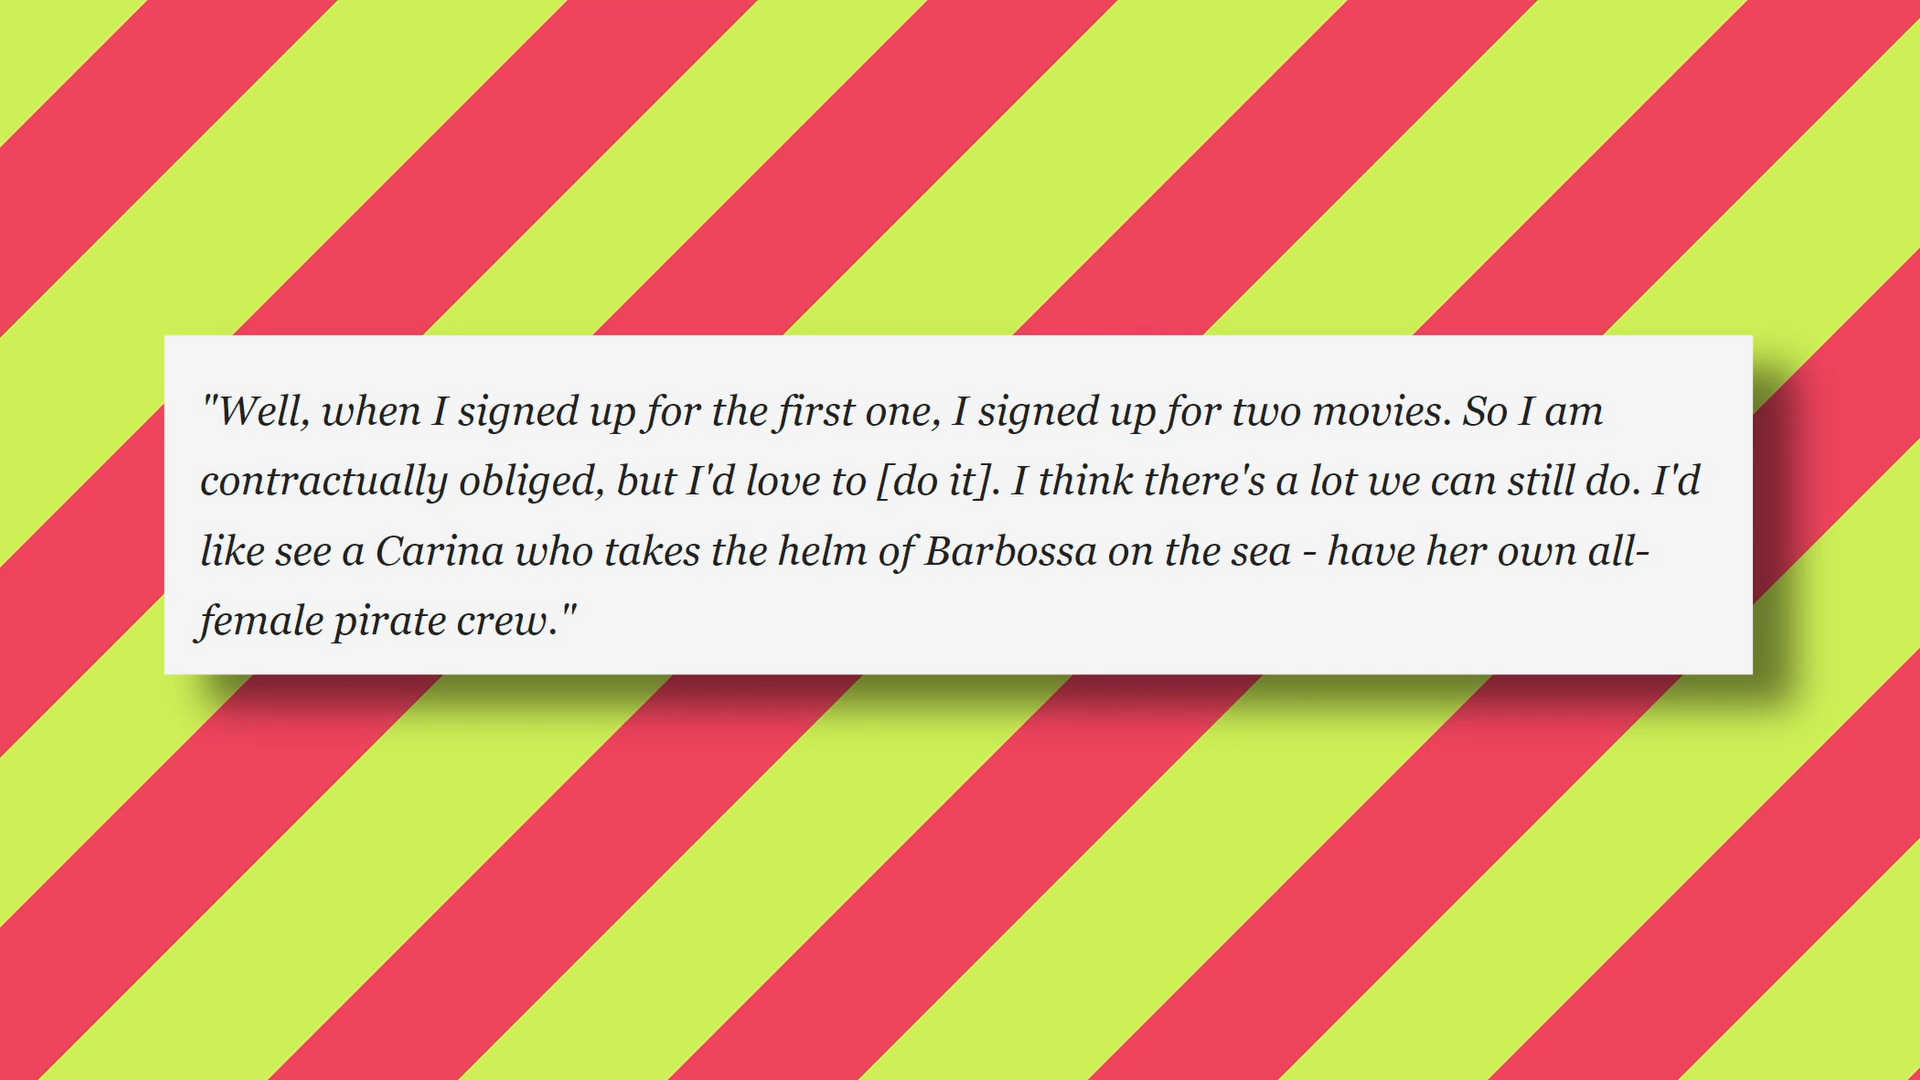 "Well, when I signed up for the first one, I signed up for two movies. So I am
contractually obliged, but I'd love to [do it]. I think there's a lot we can still do. I'd
like see a Carina who takes the helm of Barbossa on the sea - have her own all-
female pirate crew."